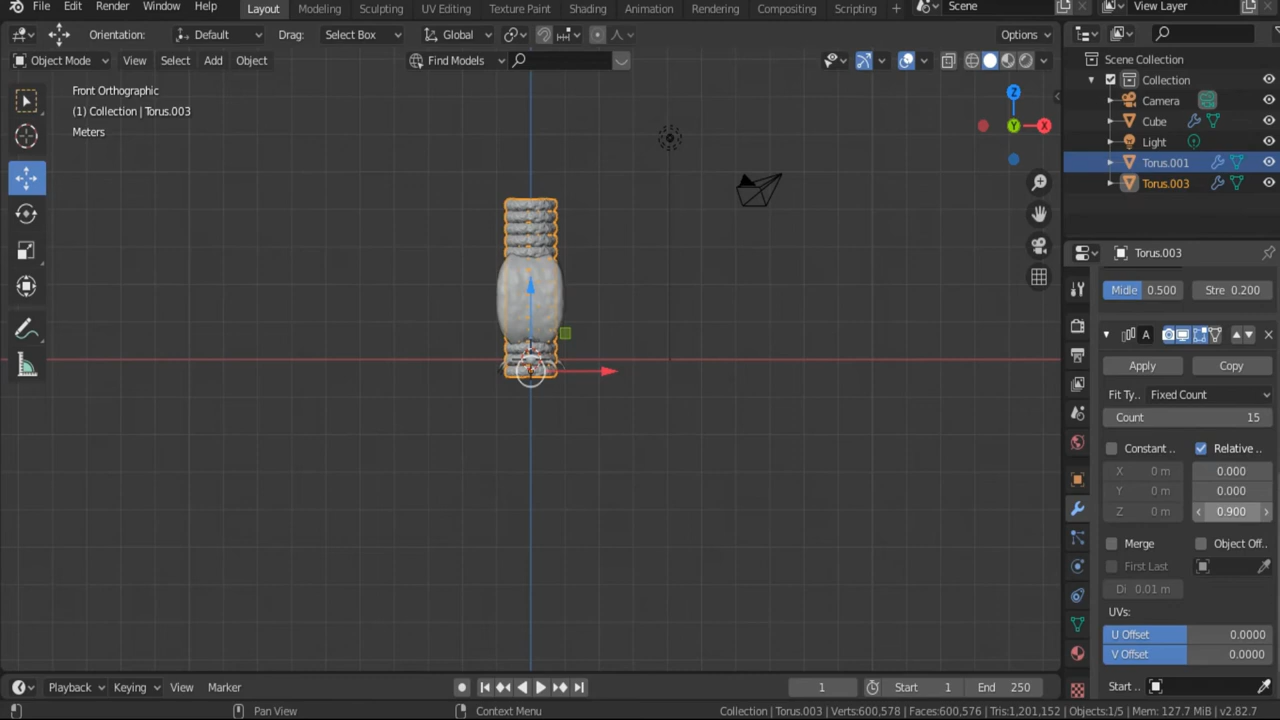 File Edit Render Window Help Layout Modeling Sculpting UV Editing Texture Paint Shading Animation Rendering Compositing Scripting + Scene View Layer
Orientation: Default Drag: Select Box Global Options
Object Mode View Select Add Object Find Models
Front Orthographic
(1) Collection | Torus.003
Meters
Z
Y X
Scene Collection
Collection
Camera
Cube
Light
Torus.001
Torus.003
Torus.003
Midle 0.500 Stre 0.200
A
Apply Copy
Fit Ty.. Fixed Count
Count 15
Constant .. Relative ..
X 0 m 0.000
Y 0 m 0.000
Z 0 m 0.900
Merge Object Off..
First Last
Di 0.01 m
UVs:
U Offset 0.0000
V Offset 0.0000
Start ..
Playback Keying View Marker 1 Start 1 End 250
Pan View Context Menu Collection | Torus.003 | Verts:600,578 | Faces:600,576 | Tris:1,201,152 | Objects:1/5 | Mem: 127.7 MiB | v2.82.7